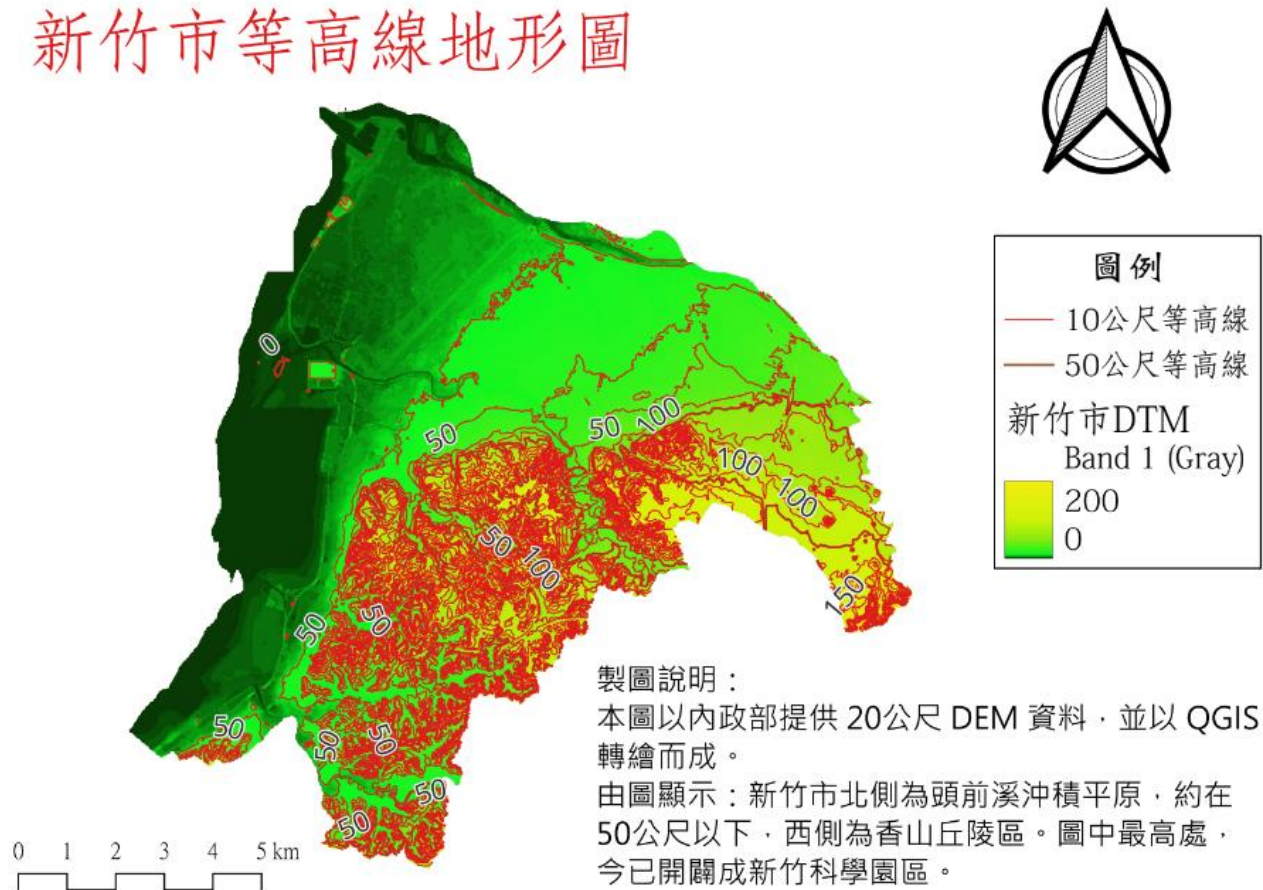 新竹市等高線地形圖
圖例
10公尺等高線
50公尺等高線
新竹市DTM
Band 1 (Gray)
200
0
0
50
50
100
100
100
50
100
50
50
150
50
50
50
50
50
製圖說明：
本圖以內政部提供 20公尺 DEM 資料，並以 QGIS
轉繪而成。
由圖顯示：新竹市北側為頭前溪沖積平原，約在
50公尺以下，西側為香山丘陵區。圖中最高處，
今已開闢成新竹科學園區。
0 1 2 3 4 5 km